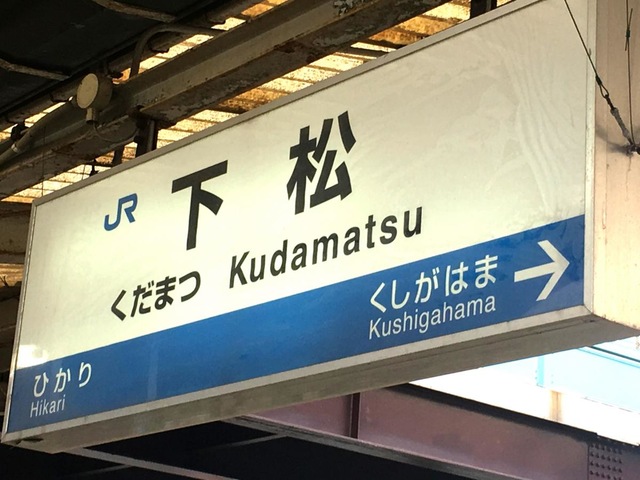 JR 下松
くだまつ Kudamatsu
くしがはま
Kushigahama
ひかり
Hikari